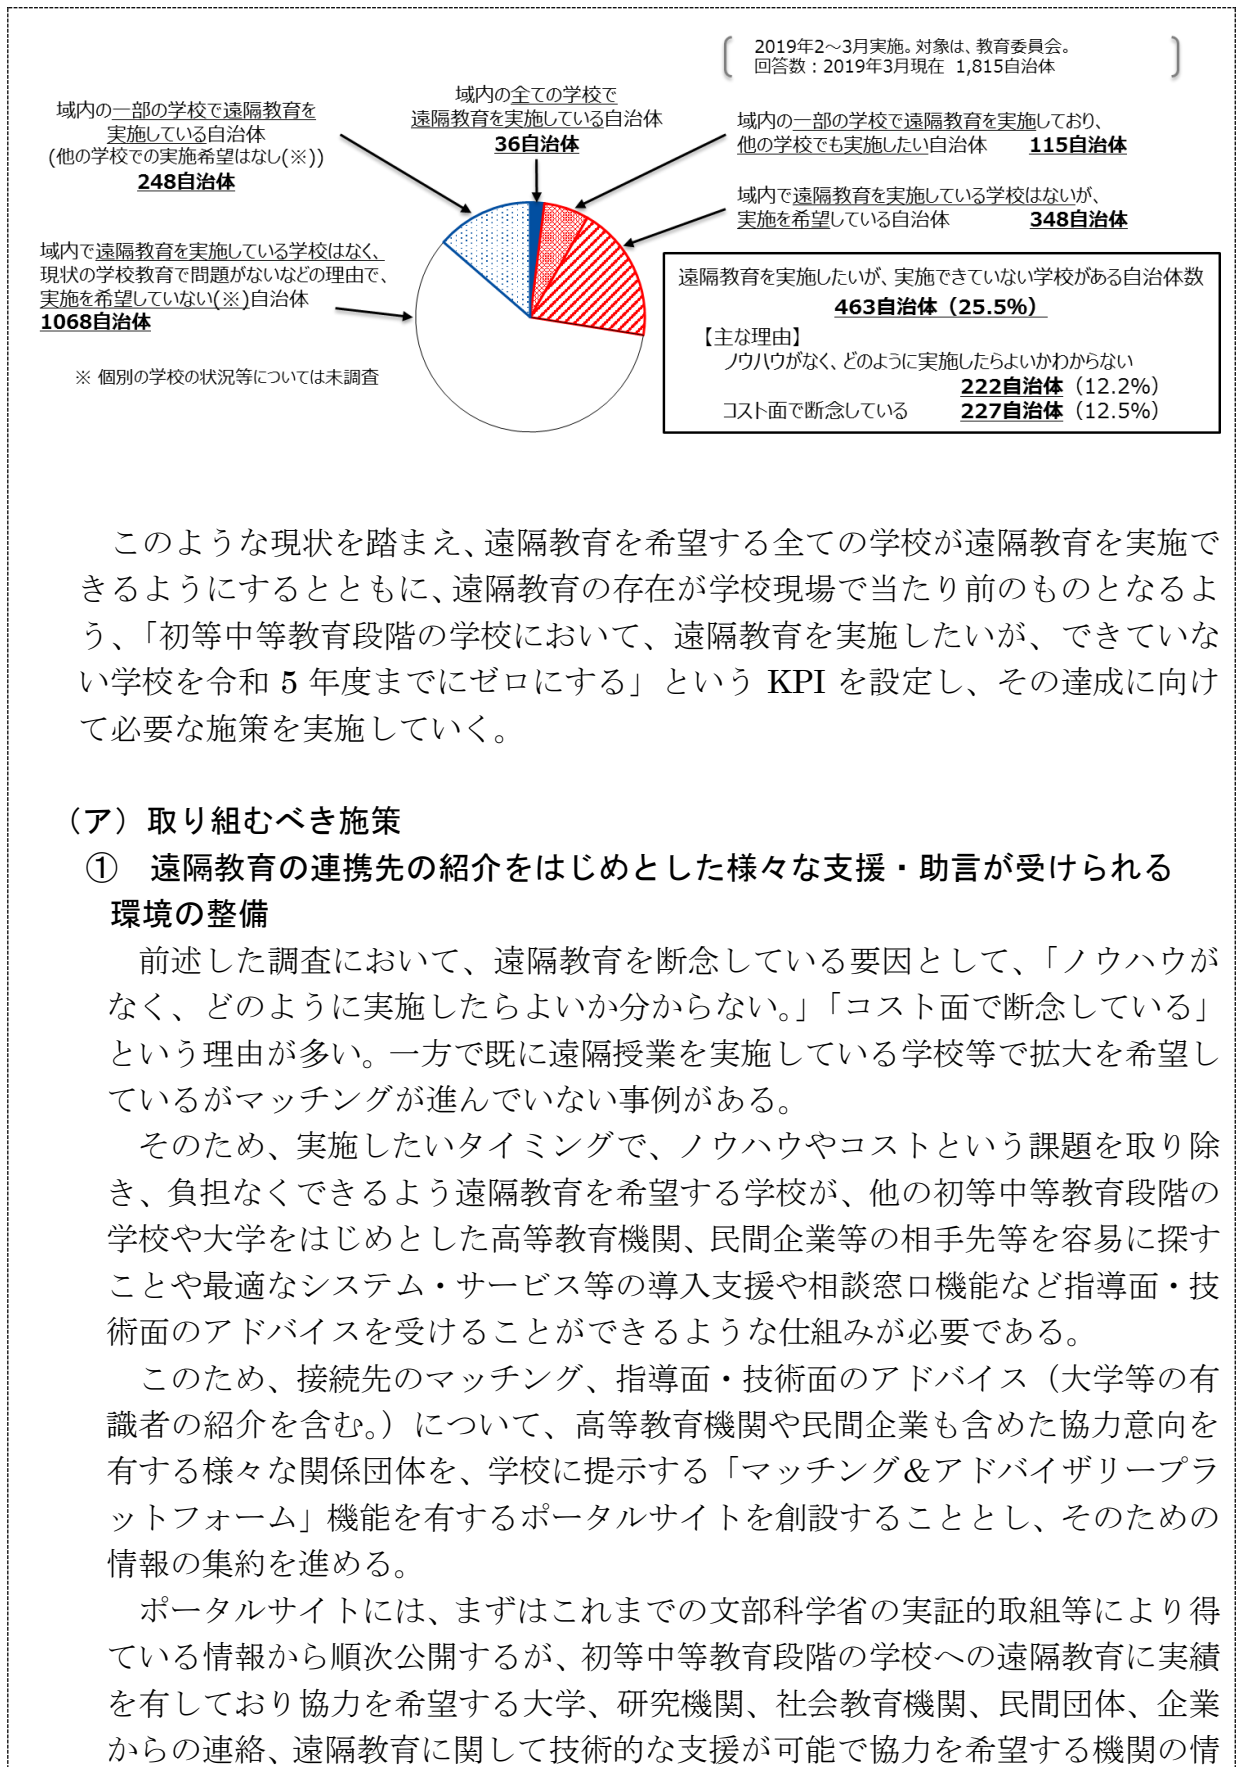 2019年2～3月実施。対象は、教育委員会。
回答数：2019年3月現在 1,815自治体
域内の一部の学校で遠隔教育を
実施している自治体
(他の学校での実施希望はなし(※))
248自治体
域内の全ての学校で
遠隔教育を実施している自治体
36自治体
域内の一部の学校で遠隔教育を実施しており、
他の学校でも実施したい自治体 115自治体
域内で遠隔教育を実施している学校はないが、
実施を希望している自治体 348自治体
域内で遠隔教育を実施している学校はなく、
現状の学校教育で問題がないなどの理由で、
実施を希望していない(※)自治体
1068自治体
※ 個別の学校の状況等については未調査
遠隔教育を実施したいが、実施できていない学校がある自治体数
463自治体（25.5%）
【主な理由】
ノウハウがなく、どのように実施したらよいかわからない
222自治体（12.2%）
コスト面で断念している 227自治体（12.5%）
このような現状を踏まえ、遠隔教育を希望する全ての学校が遠隔教育を実施で
きるようにするとともに、遠隔教育の存在が学校現場で当たり前のものとなるよ
う、「初等中等教育段階の学校において、遠隔教育を実施したいが、できていな
い学校を令和 5 年度までにゼロにする」という KPI を設定し、その達成に向け
て必要な施策を実施していく。
（ア）取り組むべき施策
① 遠隔教育の連携先の紹介をはじめとした様々な支援・助言が受けられる
環境の整備
前述した調査において、遠隔教育を断念している要因として、「ノウハウが
なく、どのように実施したらよいか分からない。」「コスト面で断念している」
という理由が多い。一方で既に遠隔授業を実施している学校等で拡大を希望し
ているがマッチングが進んでいない事例がある。
そのため、実施したいタイミングで、ノウハウやコストという課題を取り除
き、負担なくできるよう遠隔教育を希望する学校が、他の初等中等教育段階の
学校や大学をはじめとした高等教育機関、民間企業等の相手先等を容易に探す
ことや最適なシステム・サービス等の導入支援や相談窓口機能など指導面・技
術面のアドバイスを受けることができるような仕組みが必要である。
このため、接続先のマッチング、指導面・技術面のアドバイス（大学等の有
識者の紹介を含む。）について、高等教育機関や民間企業も含めた協力意向を
有する様々な関係団体を、学校に提示する「マッチング＆アドバイザリープラ
ットフォーム」機能を有するポータルサイトを創設することとし、そのための
情報の集約を進める。
ポータルサイトには、まずはこれまでの文部科学省の実証的取組等により得
ている情報から順次公開するが、初等中等教育段階の学校への遠隔教育に実績
を有しており協力を希望する大学、研究機関、社会教育機関、民間団体、企業
からの連絡、遠隔教育に関して技術的な支援が可能で協力を希望する機関の情